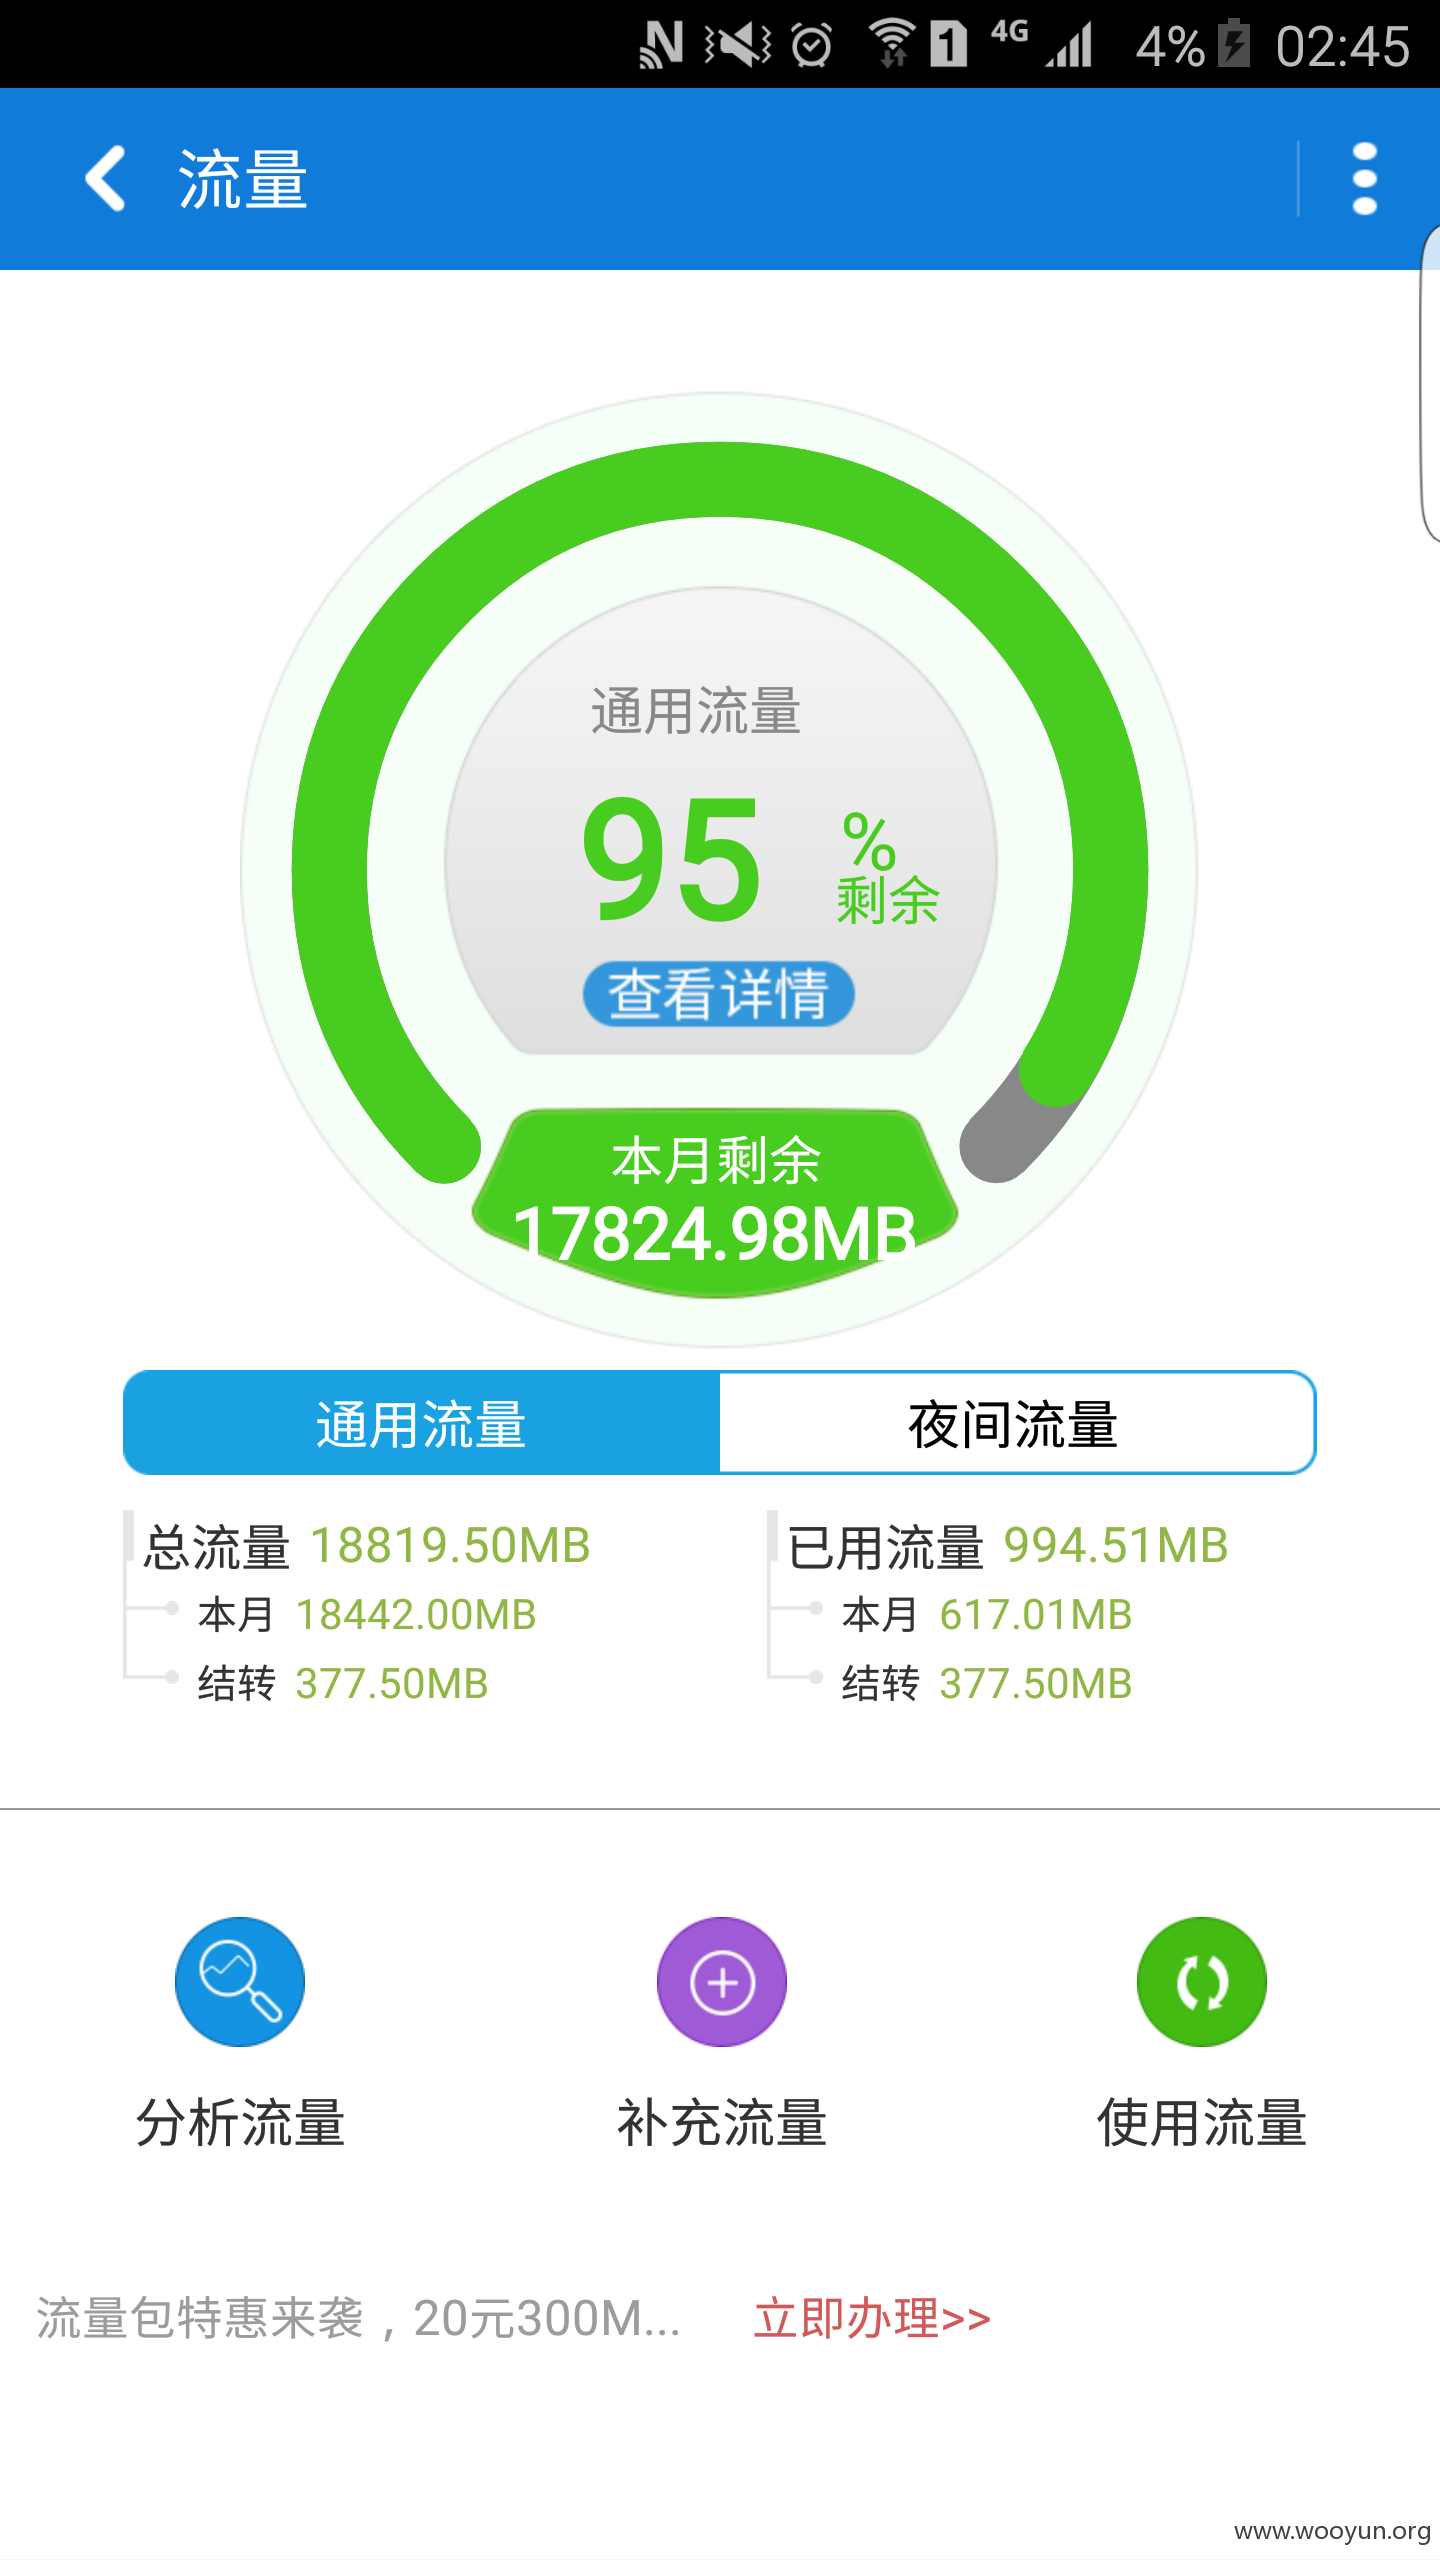 4G 4% 02:45
流量
通用流量
95 %
剩余
查看详情
本月剩余
17824.98MB
通用流量 夜间流量
总流量 18819.50MB 已用流量 994.51MB
本月 18442.00MB 本月 617.01MB
结转 377.50MB 结转 377.50MB
分析流量 补充流量 使用流量
流量包特惠来袭，20元300M... 立即办理>>
www.wooyun.org